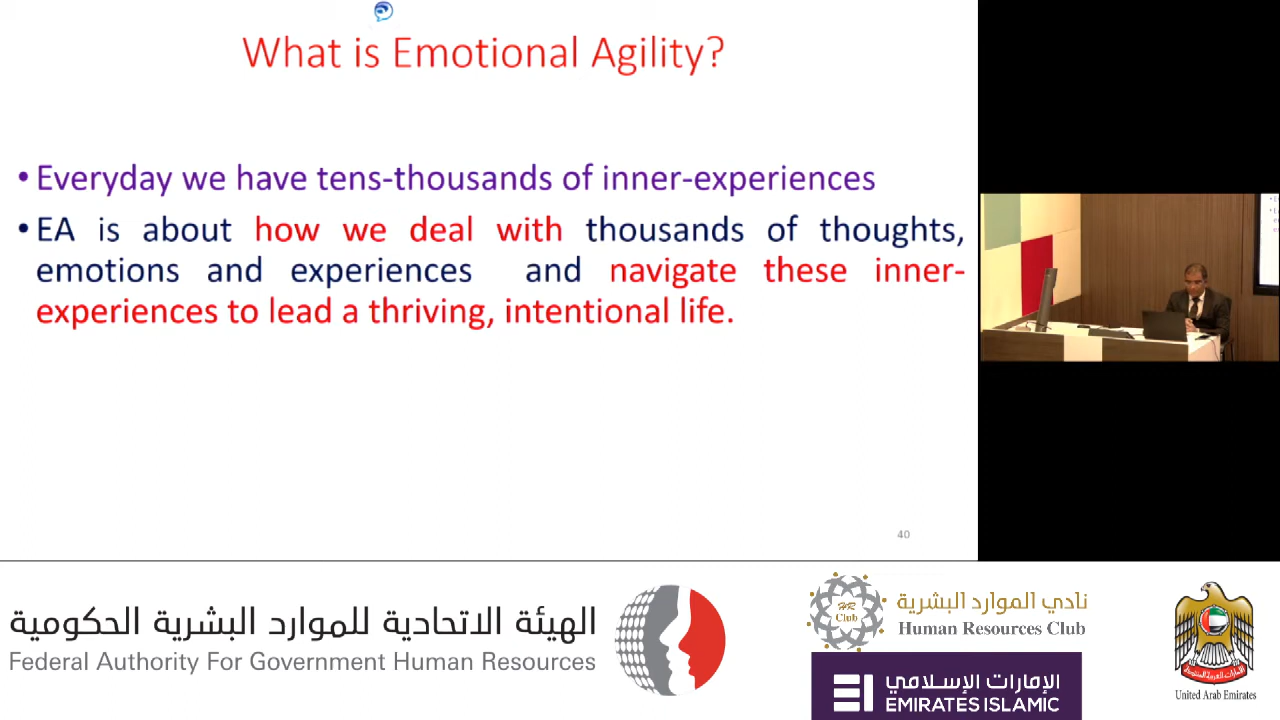 What is Emotional Agility?
• Everyday we have tens-thousands of inner-experiences
• EA is about how we deal with thousands of thoughts,
emotions and experiences and navigate these inner-
experiences to lead a thriving, intentional life.
40
الهيئة الاتحادية للموارد البشرية الحكومية
Federal Authority For Government Human Resources
HR
Club
نادي الموارد البشرية
Human Resources Club
EI
الإمارات الإسلامي
EMIRATES ISLAMIC
United Arab Emirates